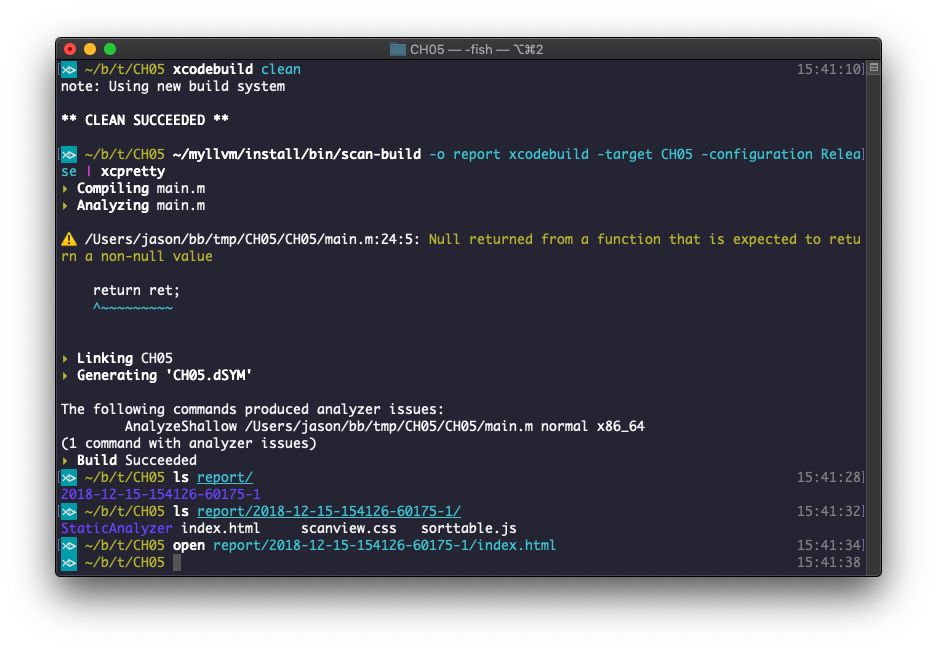 CH05 — -fish — ⌥⌘2
~/b/t/CH05 xcodebuild clean 15:41:10
note: Using new build system
** CLEAN SUCCEEDED **
~/b/t/CH05 ~/myllvm/install/bin/scan-build -o report xcodebuild -target CH05 -configuration Relea
se | xcpretty
▸ Compiling main.m
▸ Analyzing main.m
⚠️ /Users/jason/bb/tmp/CH05/CH05/main.m:24:5: Null returned from a function that is expected to retu
rn a non-null value
return ret;
^~~~~~~~~~
▸ Linking CH05
▸ Generating 'CH05.dSYM'
The following commands produced analyzer issues:
AnalyzeShallow /Users/jason/bb/tmp/CH05/CH05/main.m normal x86_64
(1 command with analyzer issues)
▸ Build Succeeded
~/b/t/CH05 ls report/ 15:41:28
2018-12-15-154126-60175-1
~/b/t/CH05 ls report/2018-12-15-154126-60175-1/ 15:41:32
StaticAnalyzer index.html scanview.css sorttable.js
~/b/t/CH05 open report/2018-12-15-154126-60175-1/index.html 15:41:34
~/b/t/CH05 15:41:38